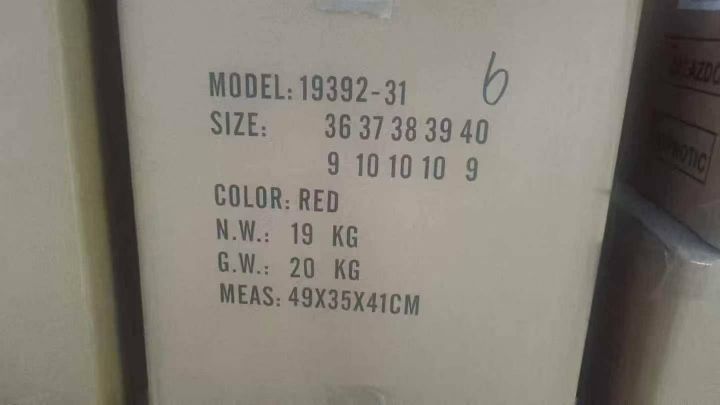 MODEL: 19392-31
6
SIZE: 36 37 38 39 40
9 10 10 10 9
COLOR: RED
N.W.: 19 KG
G.W.: 20 KG
MEAS: 49X35X41CM